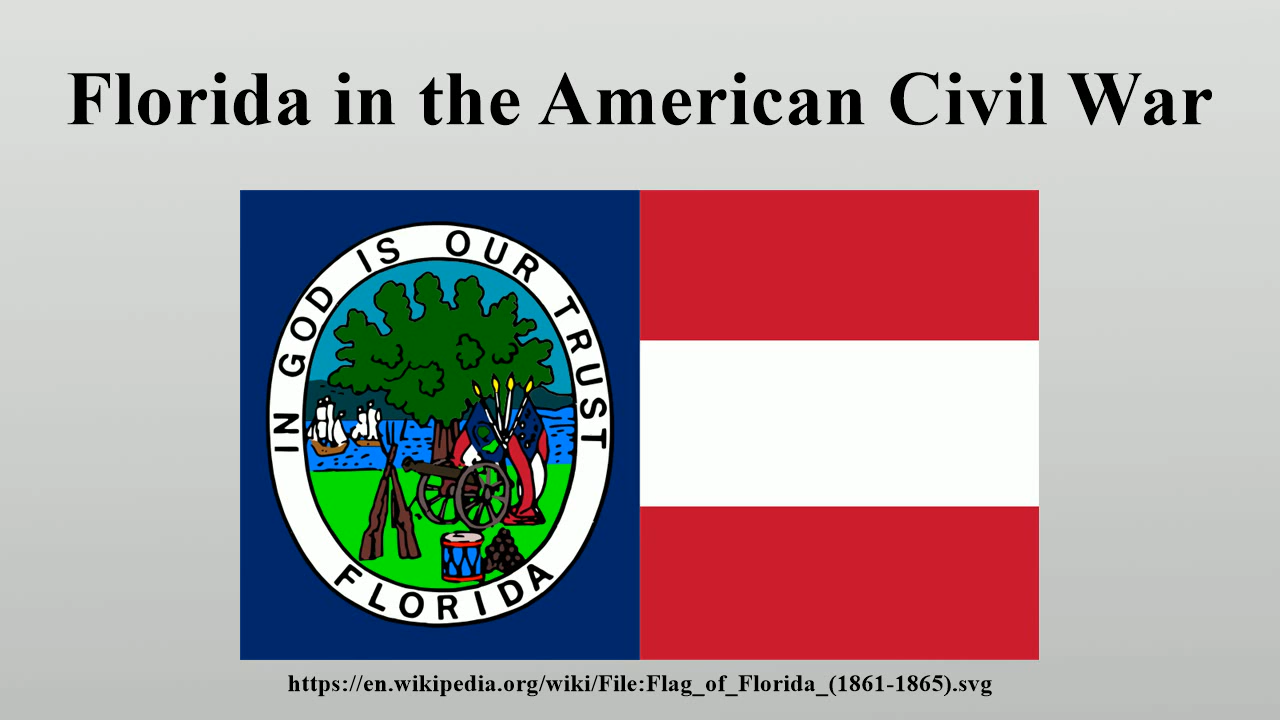 Florida in the American Civil War
IN GOD IS OUR TRUST
FLORIDA
https://en.wikipedia.org/wiki/File:Flag_of_Florida_(1861-1865).svg